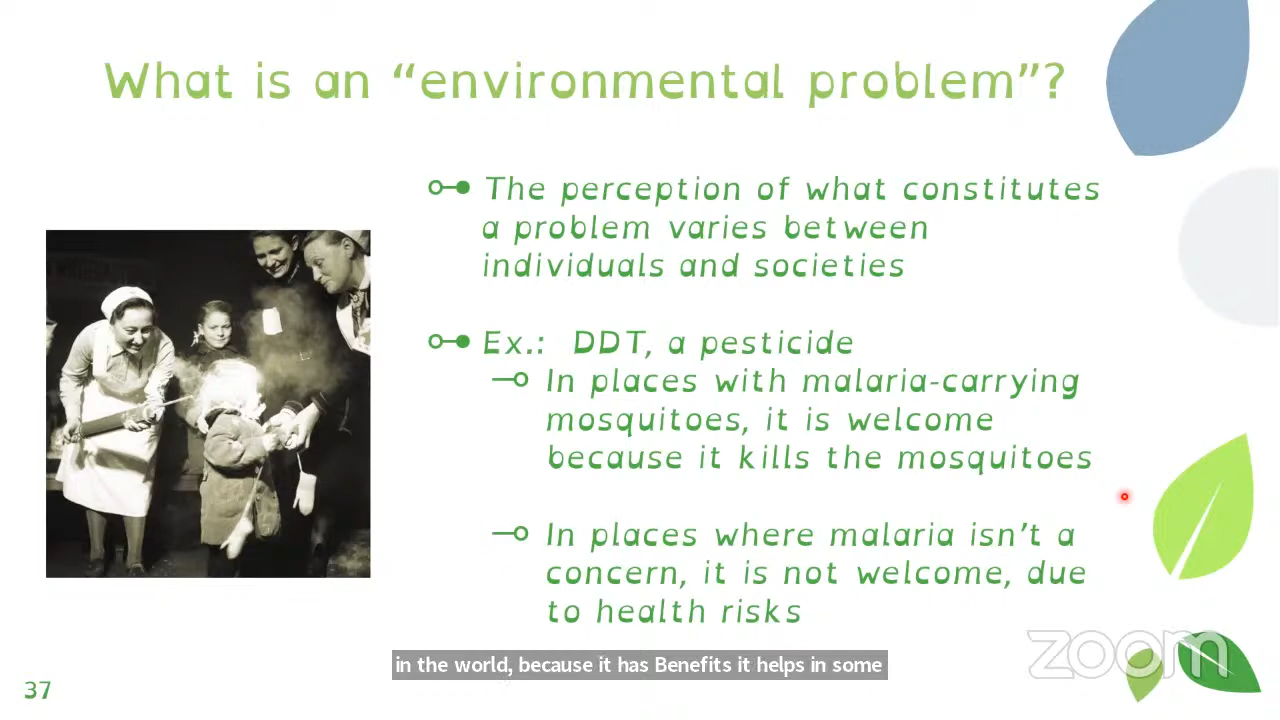 What is an “environmental problem”?
The perception of what constitutes
a problem varies between
individuals and societies
Ex.: DDT, a pesticide
In places with malaria-carrying
mosquitoes, it is welcome
because it kills the mosquitoes
In places where malaria isn’t a
concern, it is not welcome, due
to health risks
in the world, because it has Benefits it helps in some
zoom
37